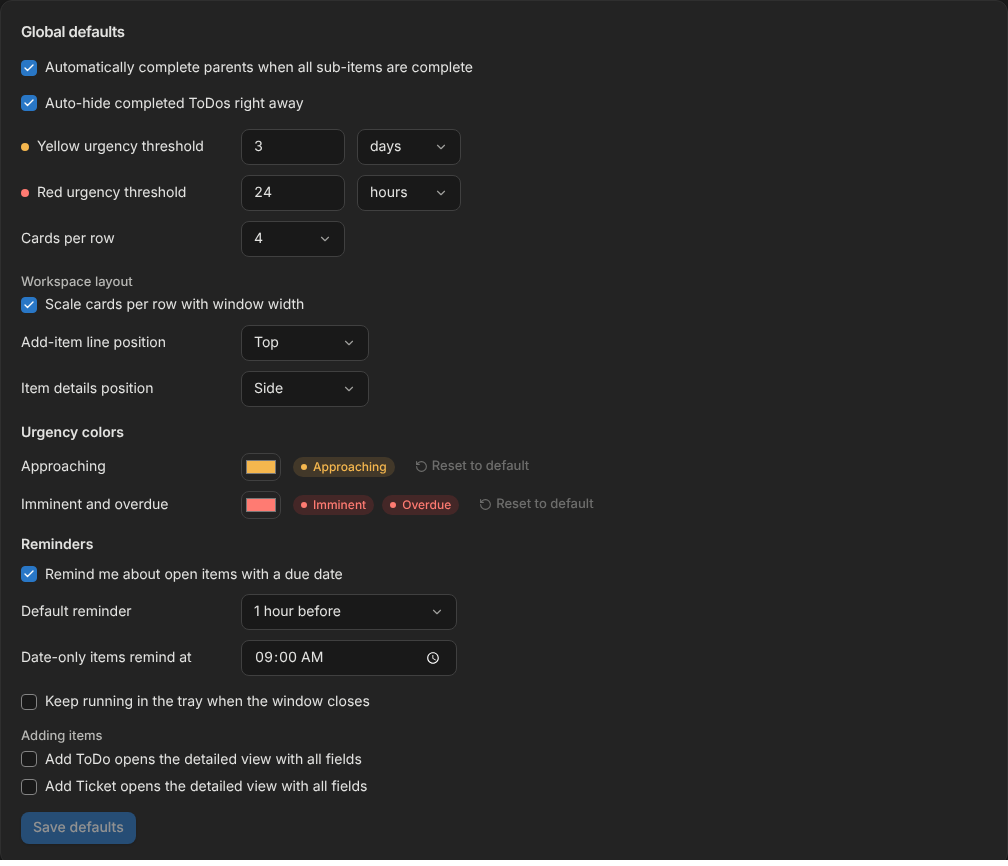 Global defaults
Automatically complete parents when all sub-items are complete
Auto-hide completed ToDos right away
Yellow urgency threshold 3 days
Red urgency threshold 24 hours
Cards per row 4
Workspace layout
Scale cards per row with window width
Add-item line position Top
Item details position Side
Urgency colors
Approaching Approaching Reset to default
Imminent and overdue Imminent Overdue Reset to default
Reminders
Remind me about open items with a due date
Default reminder 1 hour before
Date-only items remind at 09:00 AM
Keep running in the tray when the window closes
Adding items
Add ToDo opens the detailed view with all fields
Add Ticket opens the detailed view with all fields
Save defaults